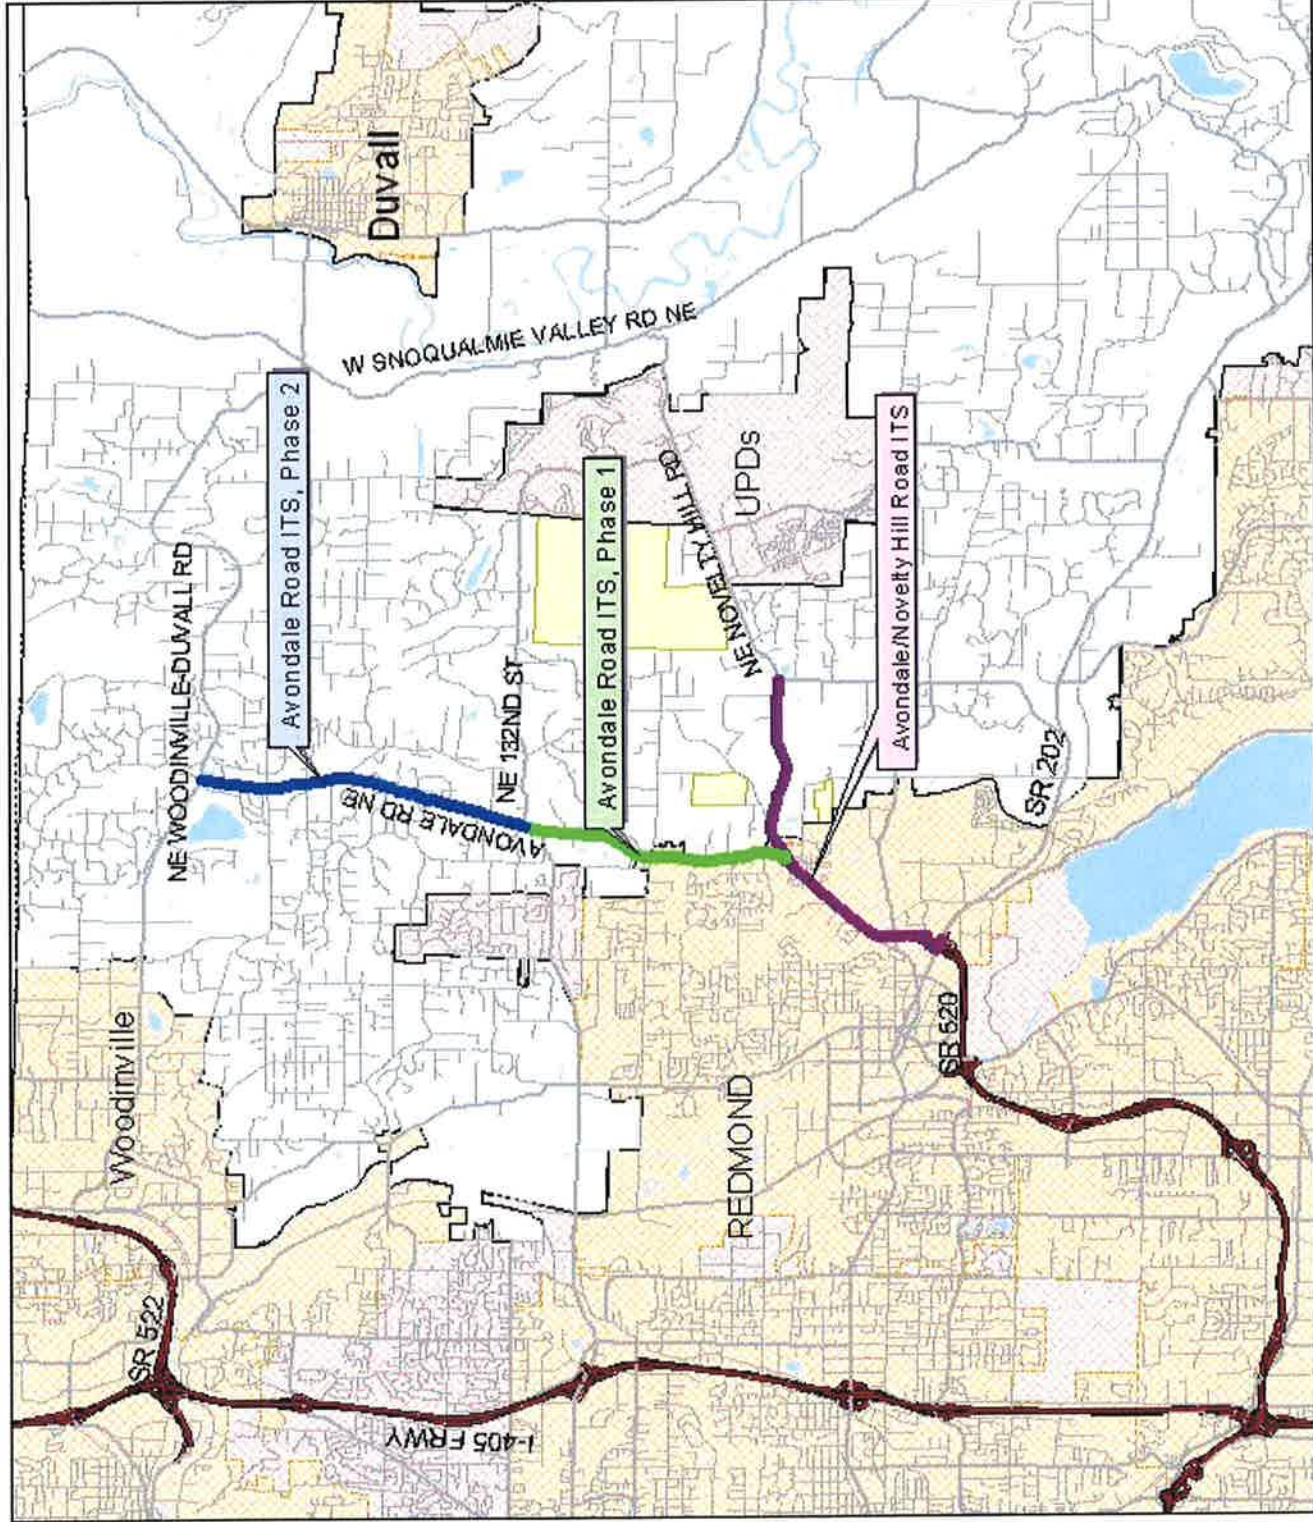 Woodinville
NE WOODINVILLE-DUVALL RD
Duvall
SR 522
Avondale Road ITS, Phase 2
W SNOQUALMIE VALLEY RD NE
AVONDALE RD NE
NE 132ND ST
I-405 FRWY
Avondale Road ITS, Phase 1
NE NOVELTY HILL RD
UPDs
REDMOND
Avondale/Novelty Hill Road ITS
SR 520
SR 202